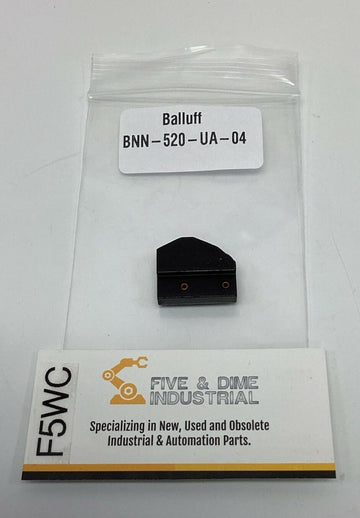 Balluff
BNN-520-UA-04
F5WC
FIVE & DIME
INDUSTRIAL
Specializing in New, Used and Obsolete
Industrial & Automation Parts.